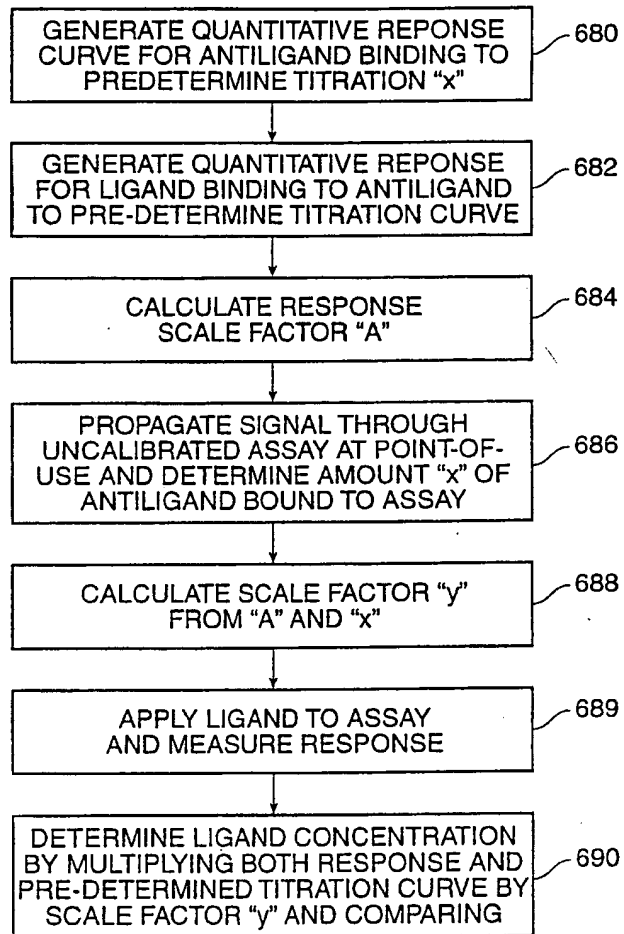 GENERATE QUANTITATIVE REPONSE
CURVE FOR ANTILIGAND BINDING TO
PREDETERMINE TITRATION “x”
680
GENERATE QUANTITATIVE REPONSE
FOR LIGAND BINDING TO ANTILIGAND
TO PRE-DETERMINE TITRATION CURVE
682
CALCULATE RESPONSE
SCALE FACTOR “A”
684
PROPAGATE SIGNAL THROUGH
UNCALIBRATED ASSAY AT POINT-OF-
USE AND DETERMINE AMOUNT “x” OF
ANTILIGAND BOUND TO ASSAY
686
CALCULATE SCALE FACTOR “y”
FROM “A” AND “x”
688
APPLY LIGAND TO ASSAY
AND MEASURE RESPONSE
689
DETERMINE LIGAND CONCENTRATION
BY MULTIPLYING BOTH RESPONSE AND
PRE-DETERMINED TITRATION CURVE BY
SCALE FACTOR “y” AND COMPARING
690